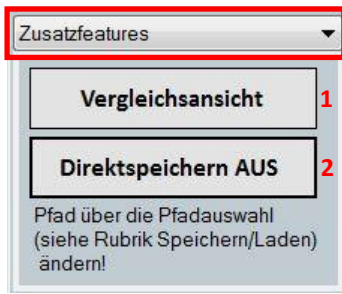 Zusatzfeatures
Vergleichsansicht 1
Direktspeichern AUS 2
Pfad über die Pfadauswahl
(siehe Rubrik Speichern/Laden)
ändern!